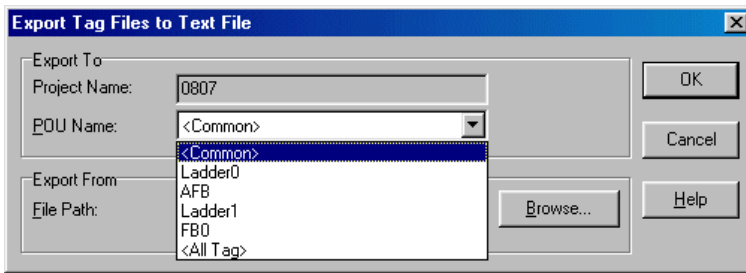 Export Tag Files to Text File
Export To
Project Name: 0807
OK
POU Name: <Common>
Cancel
<Common>
Ladder0
AFB
Ladder1
FB0
<All Tag>
Export From
File Path:
Browse...
Help